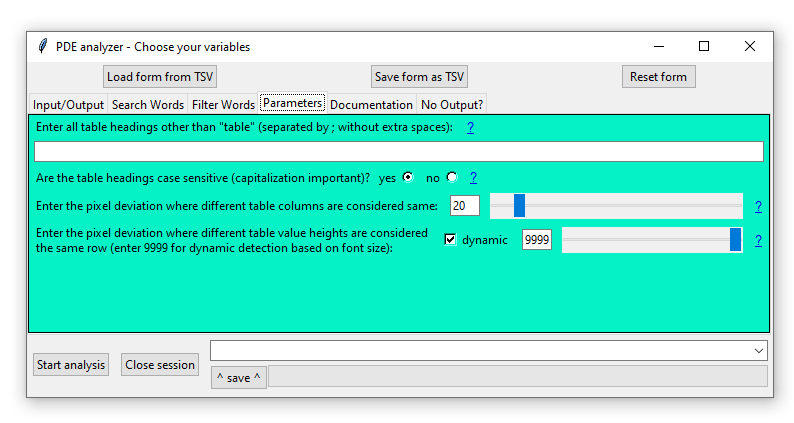 PDE analyzer - Choose your variables
Load form from TSV
Save form as TSV
Reset form
Input/Output
Search Words
Filter Words
Parameters
Documentation
No Output?
Enter all table headings other than "table" (separated by ; without extra spaces): ?
Are the table headings case sensitive (capitalization important)? yes no ?
Enter the pixel deviation where different table columns are considered same: 20 ?
Enter the pixel deviation where different table value heights are considered
the same row (enter 9999 for dynamic detection based on font size):
dynamic 9999 ?
Start analysis
Close session
^ save ^